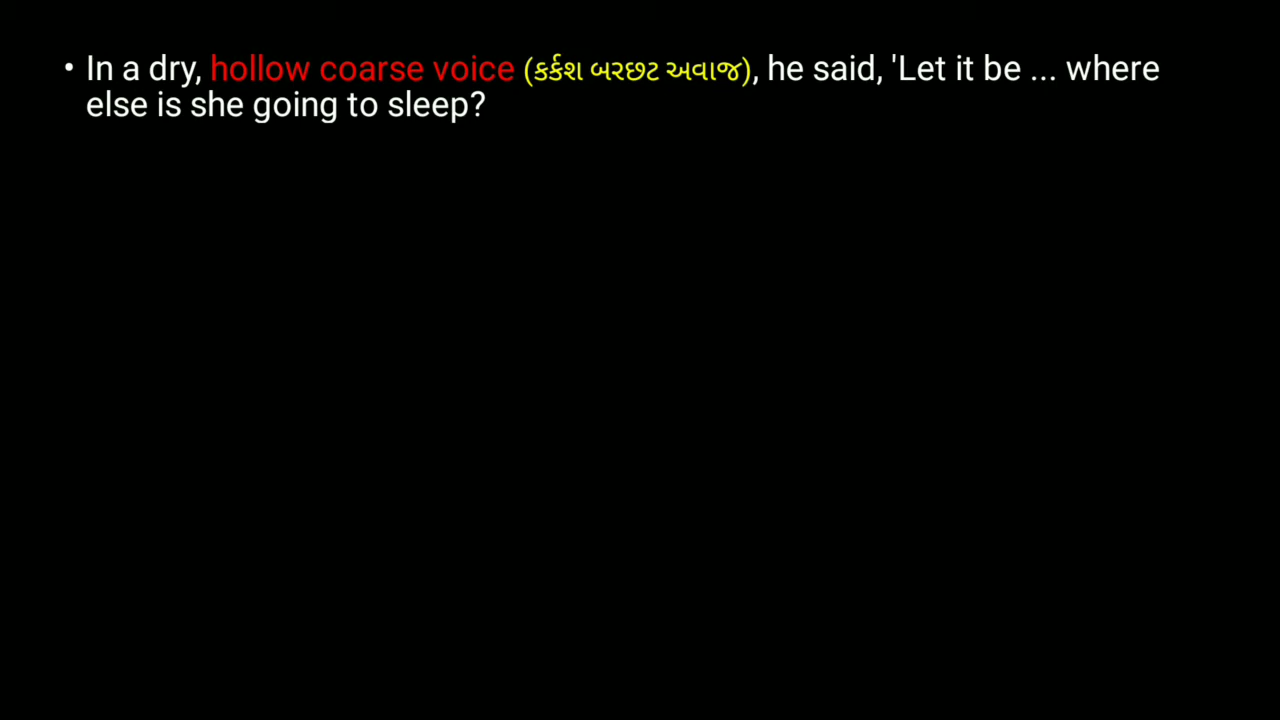 • In a dry, hollow coarse voice (કર્કશ બરછટ અવાજ), he said, 'Let it be ... where
else is she going to sleep?